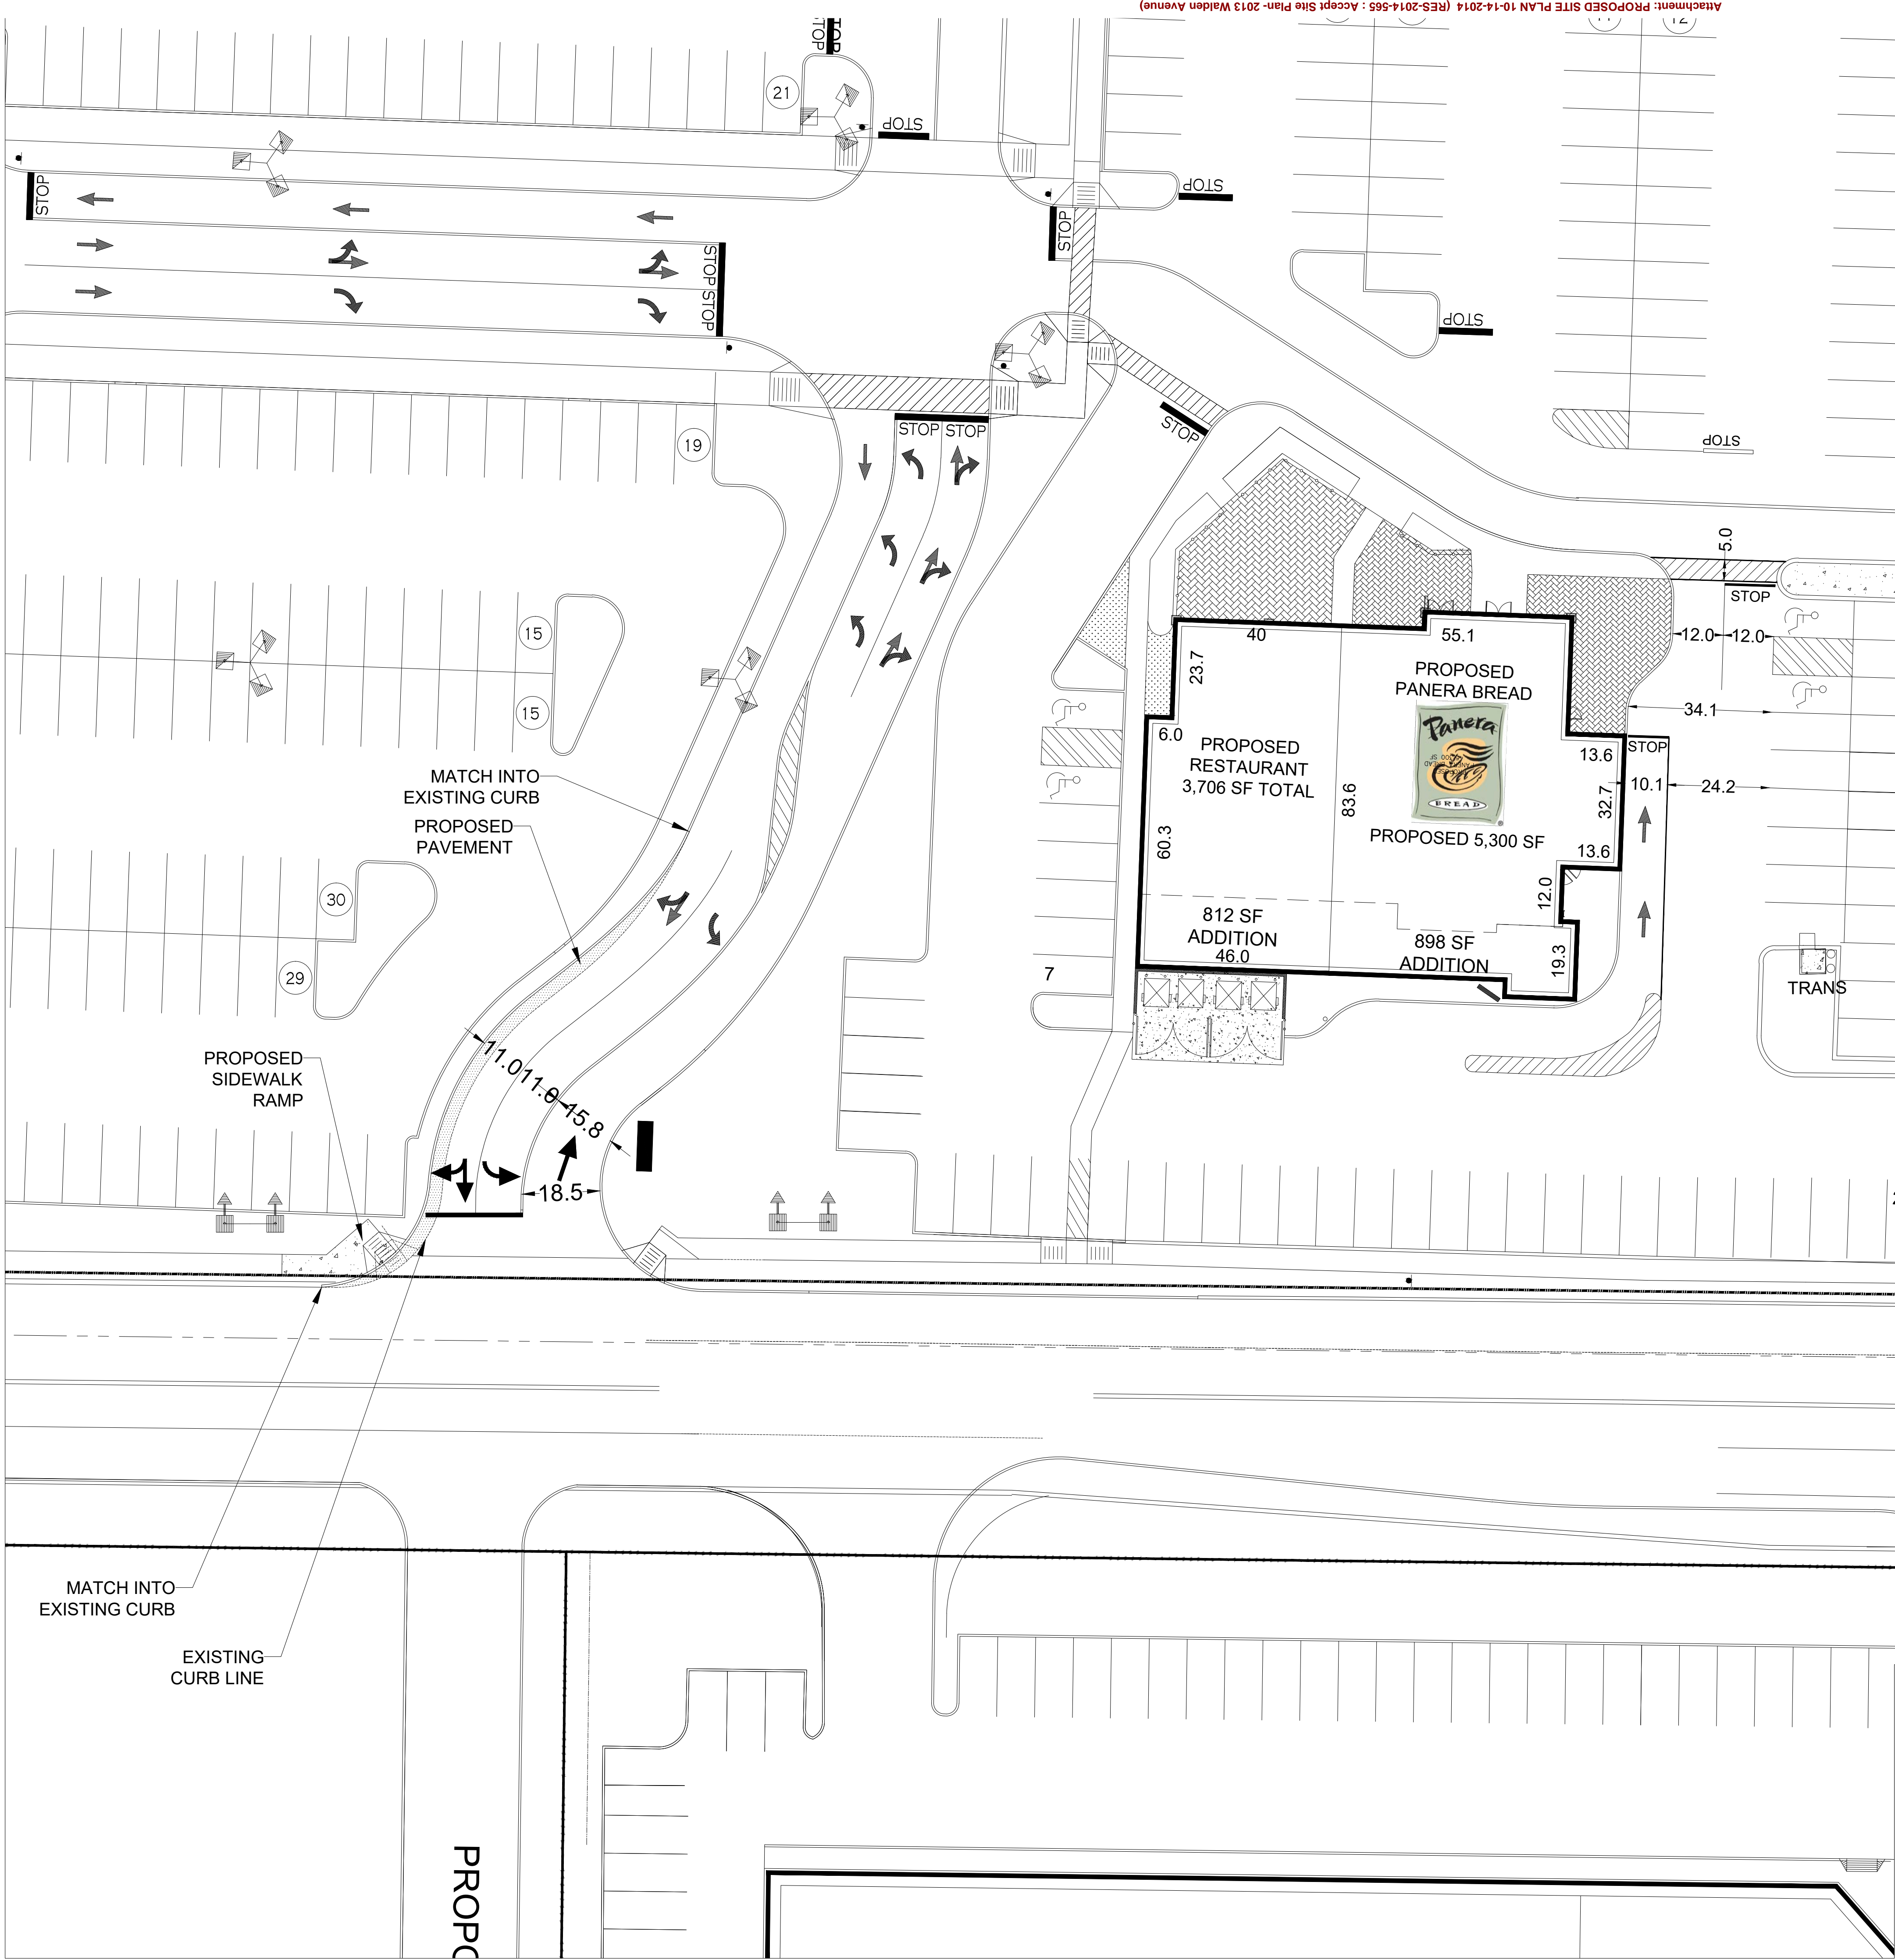 Attachment: PROPOSED SITE PLAN 10-14-2014 (RES-2014-565 : Accept Site Plan- 2013 Walden Avenue)
STOP
STOP
12
21
STOP
STOP
STOP
STOP
STOP
STOP
STOP
STOP
STOP
STOP
STOP
STOP
19
5.0
STOP
15
15
12.0
12.0
40
55.1
23.7
PROPOSED
PANERA BREAD
34.1
Panera
BREAD
®
6.0
PROPOSED
RESTAURANT
3,706 SF TOTAL
83.6
13.6
STOP
10.1
24.2
32.7
PROPOSED 5,300 SF
13.6
60.3
12.0
MATCH INTO
EXISTING CURB
PROPOSED
PAVEMENT
30
29
812 SF
ADDITION
46.0
898 SF
ADDITION
19.3
7
TRANS
PROPOSED
SIDEWALK
RAMP
11.0
11.0
15.8
18.5
MATCH INTO
EXISTING CURB
EXISTING
CURB LINE